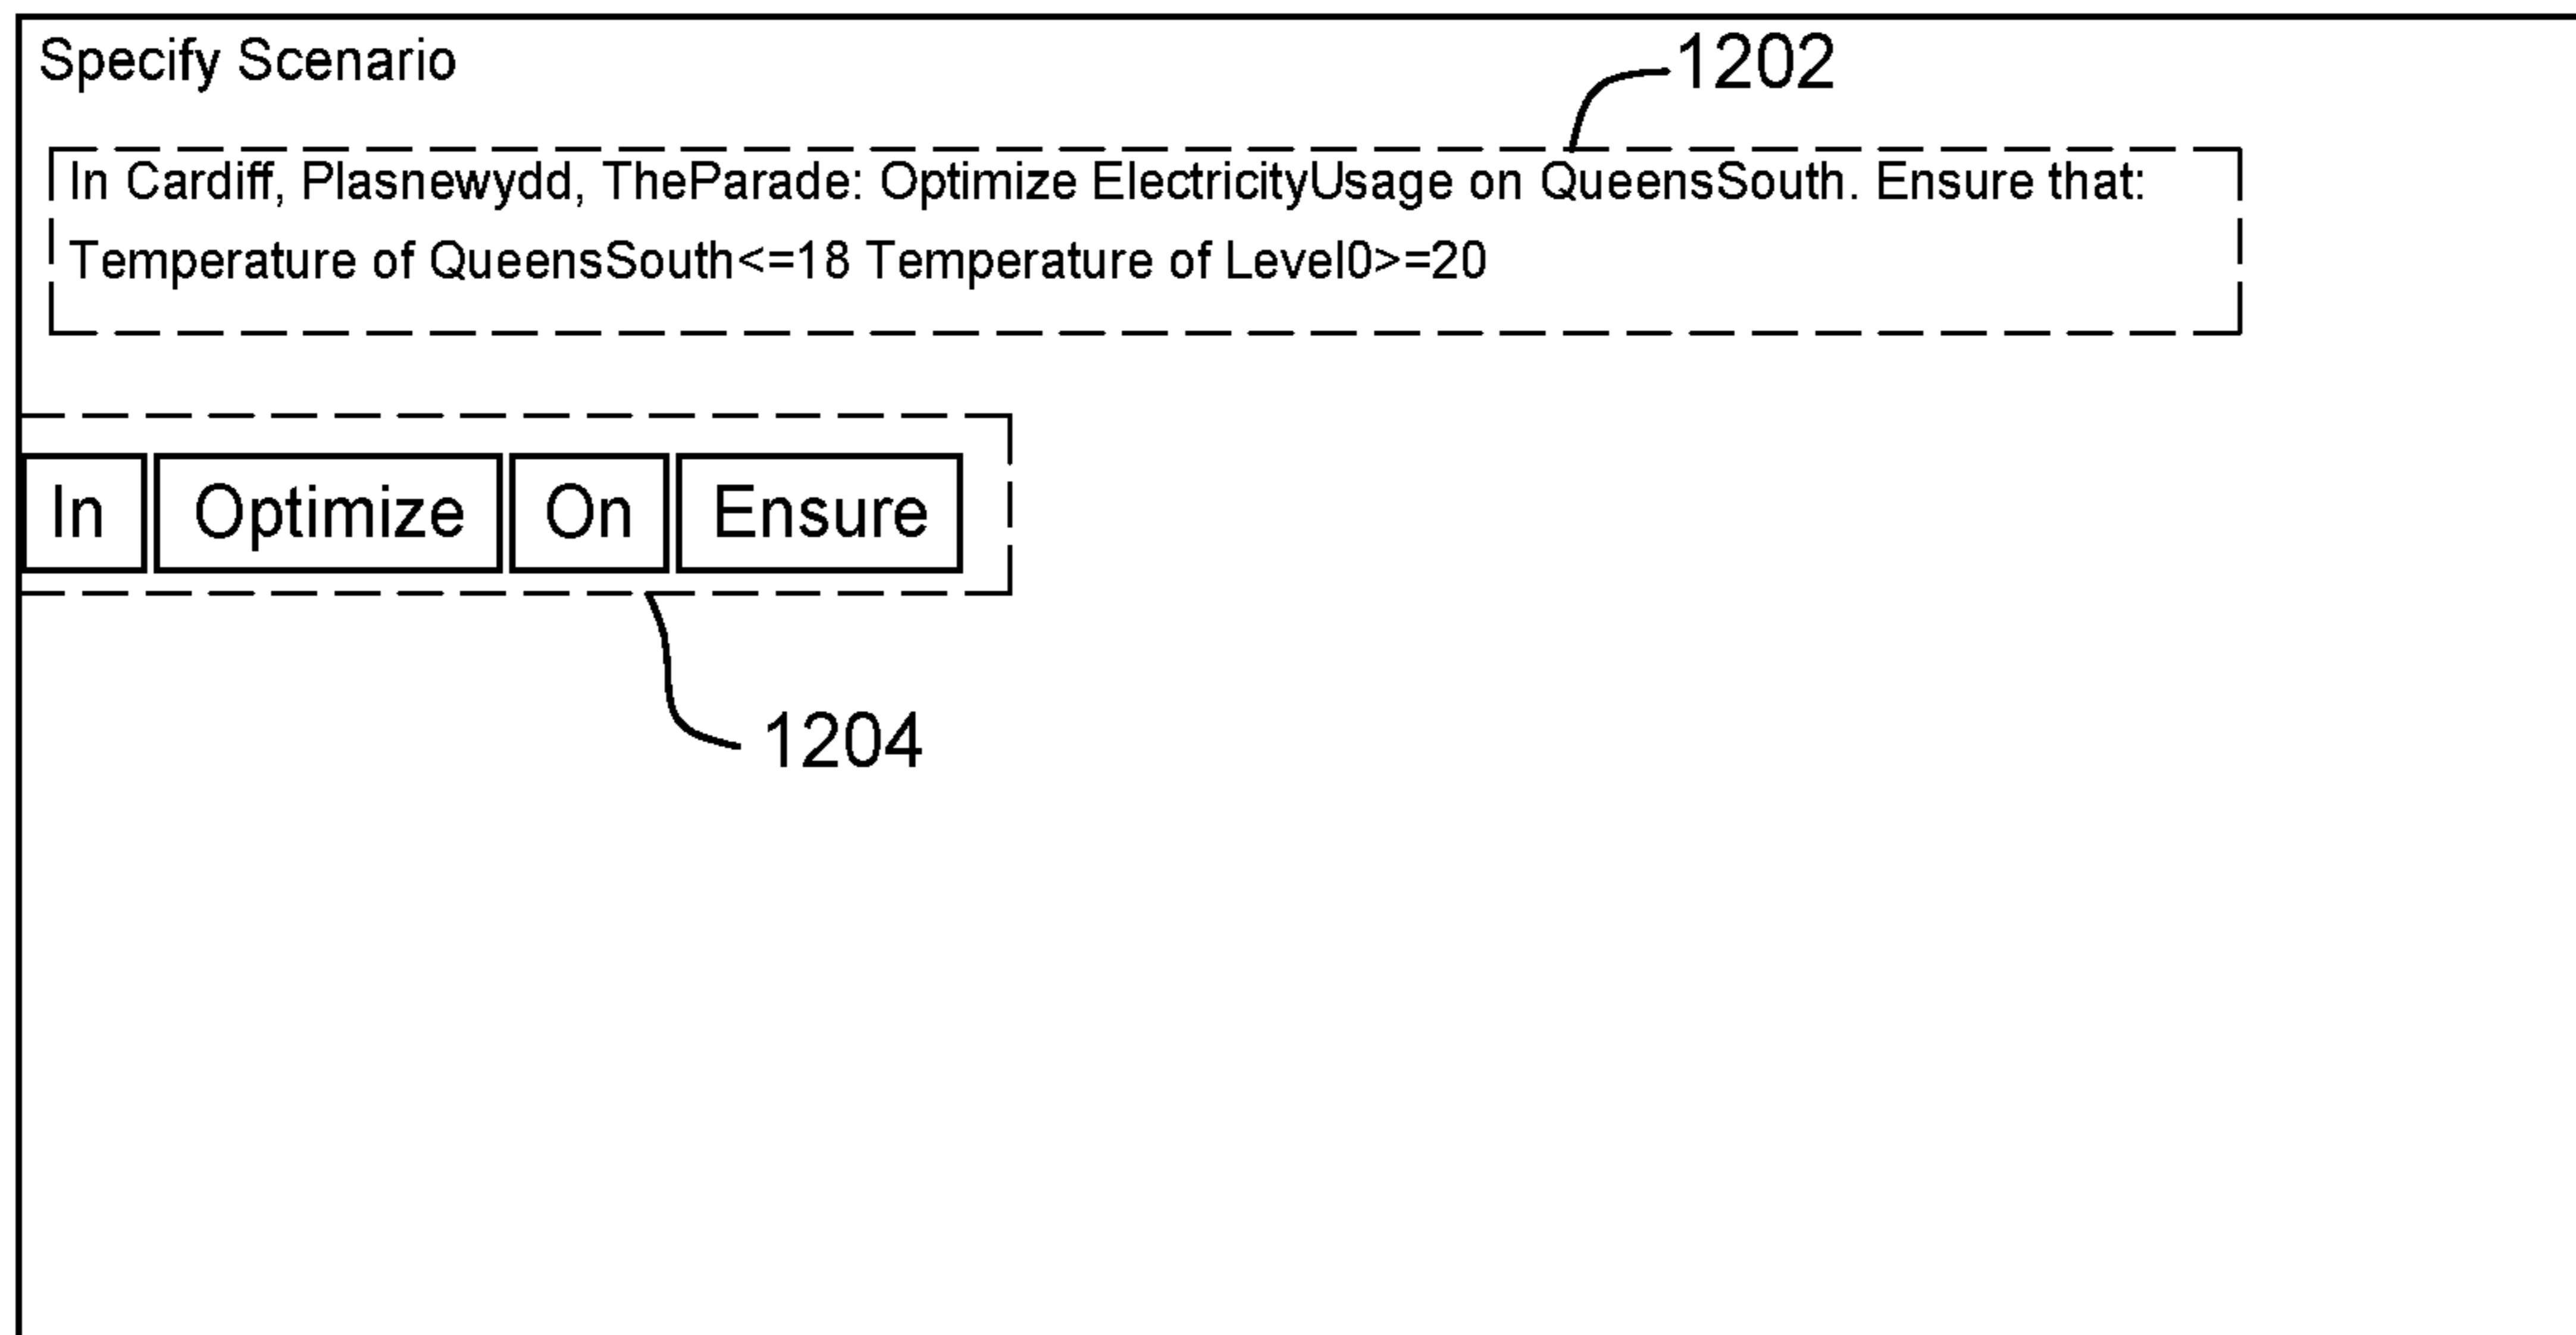 Specify Scenario
1202
In Cardiff, Plasnewydd, TheParade: Optimize ElectricityUsage on QueensSouth. Ensure that:
Temperature of QueensSouth<=18 Temperature of Level0>=20
In Optimize On Ensure
1204